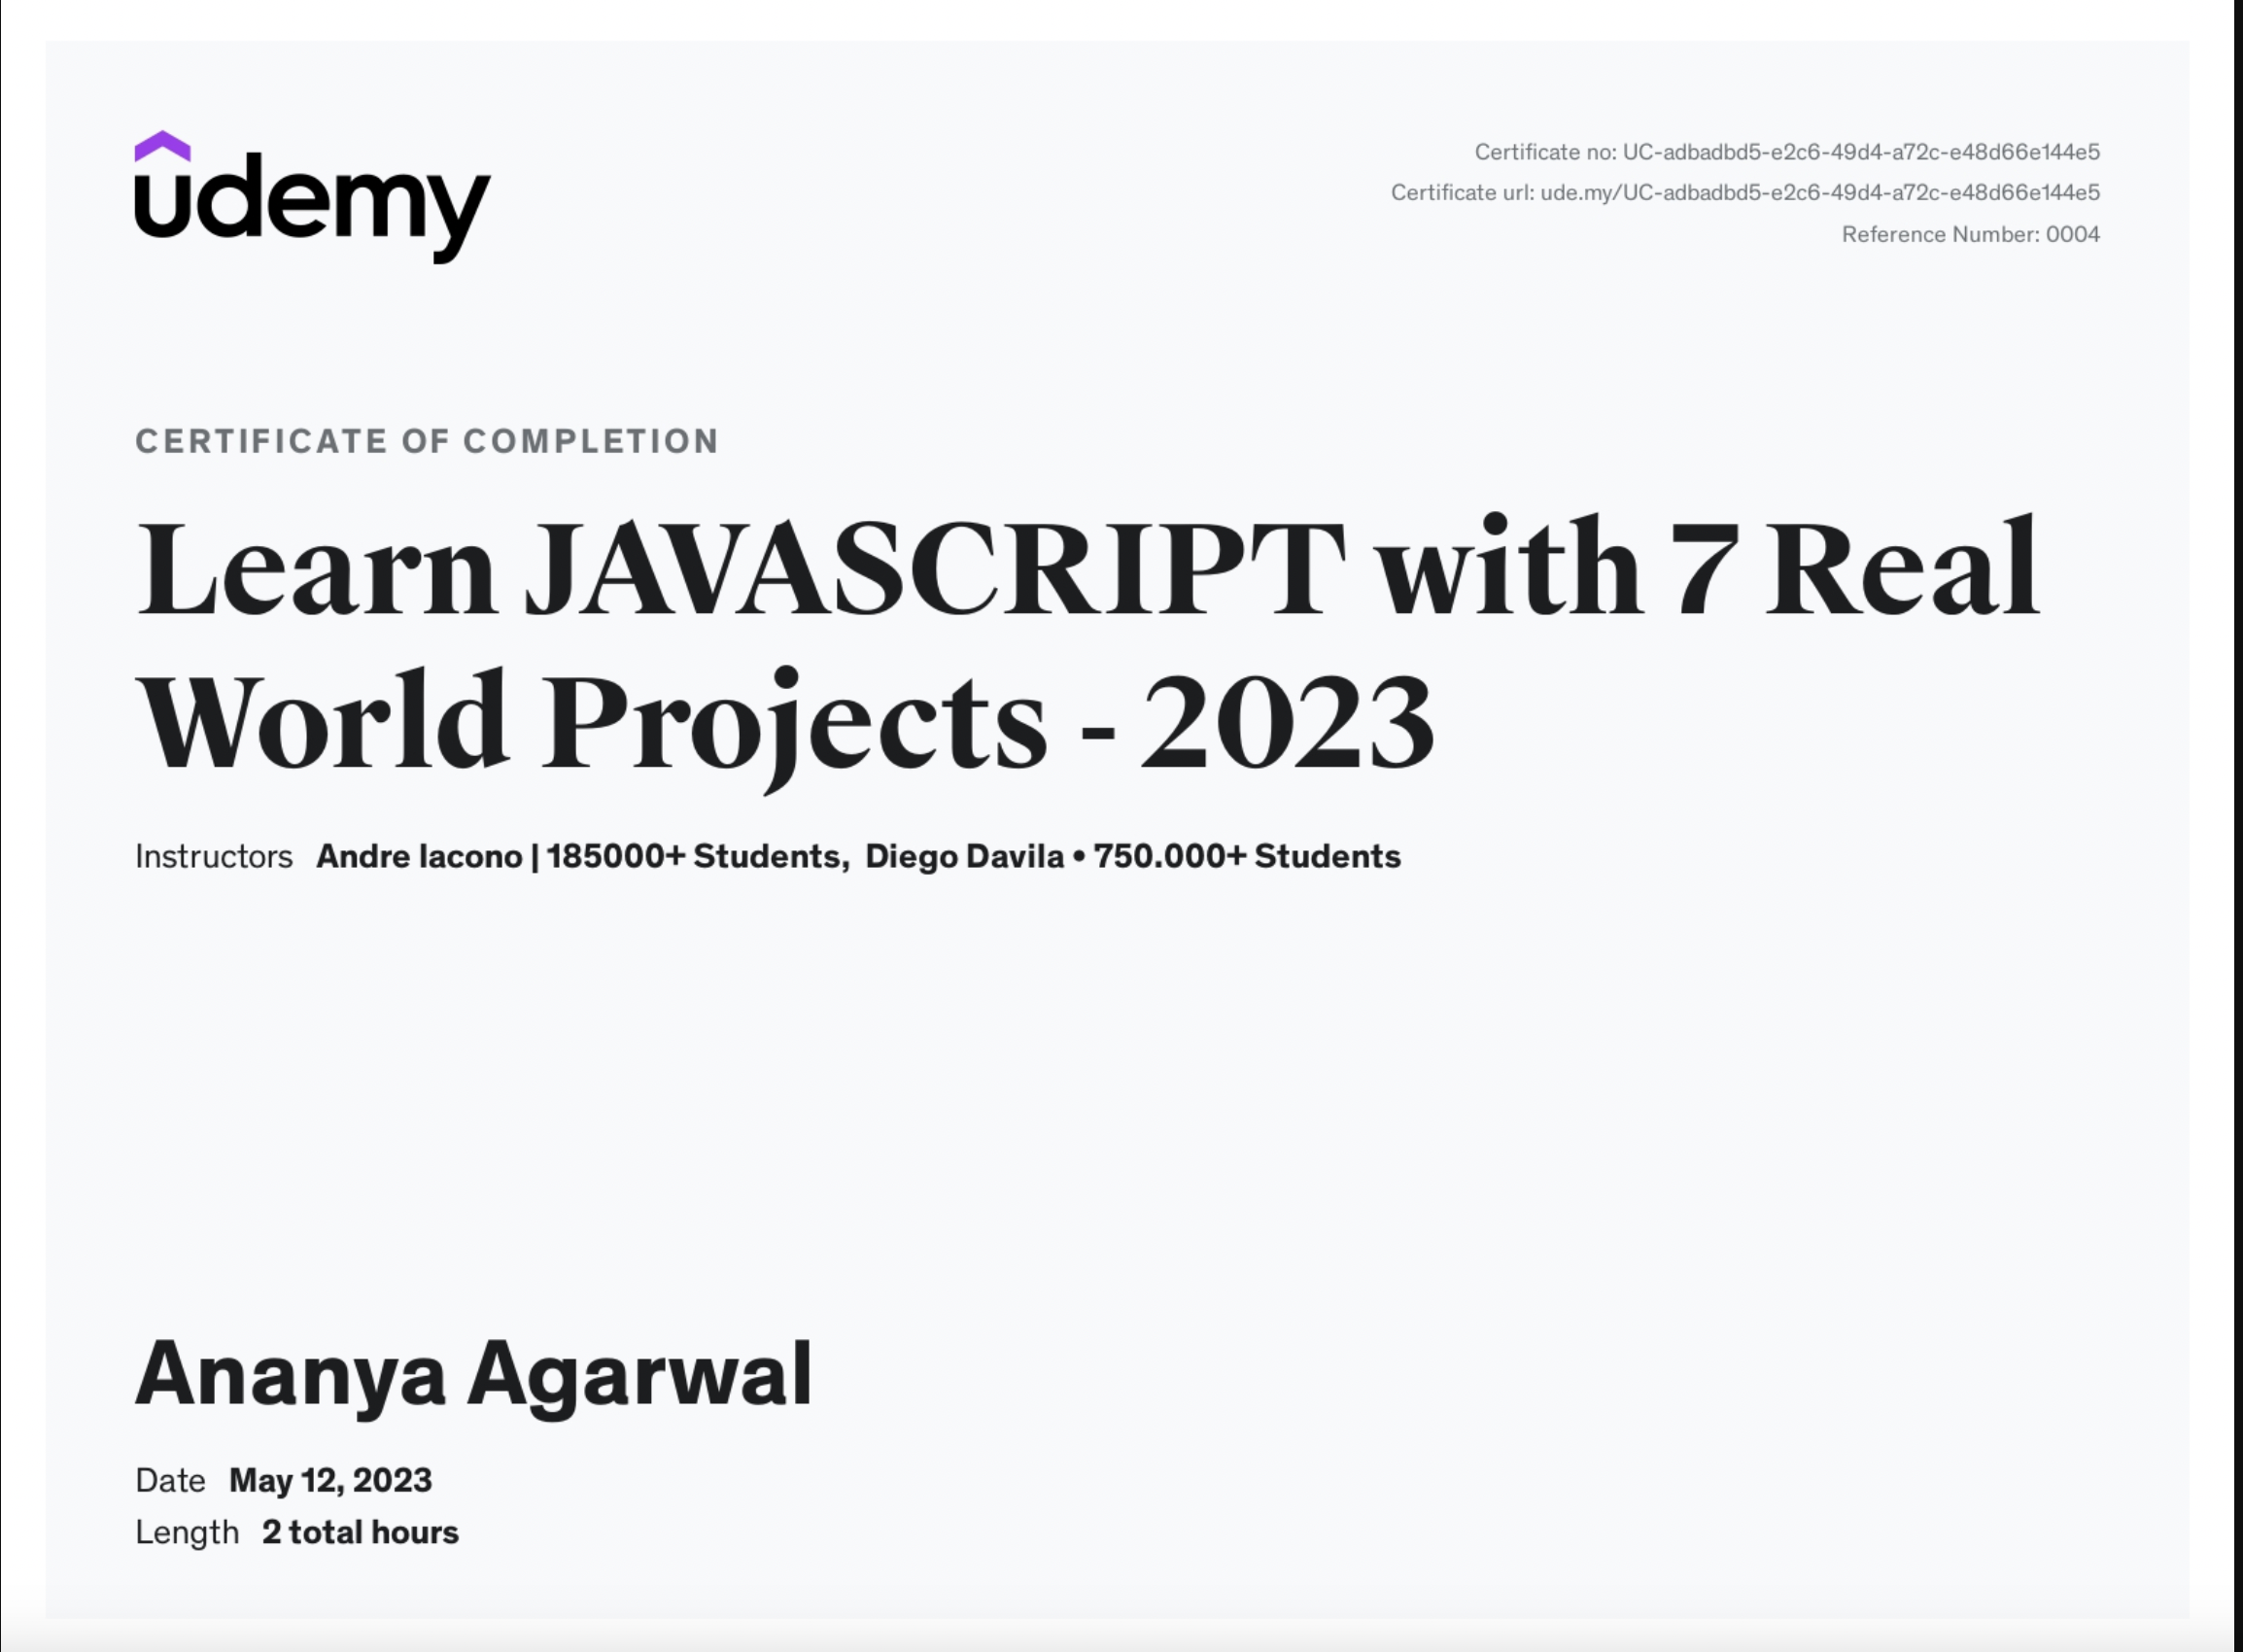 udemy
Certificate no: UC-adbadbd5-e2c6-49d4-a72c-e48d66e144e5
Certificate url: ude.my/UC-adbadbd5-e2c6-49d4-a72c-e48d66e144e5
Reference Number: 0004
CERTIFICATE OF COMPLETION
Learn JAVASCRIPT with 7 Real
World Projects - 2023
Instructors Andre Iacono | 185000+ Students, Diego Davila • 750.000+ Students
Ananya Agarwal
Date May 12, 2023
Length 2 total hours